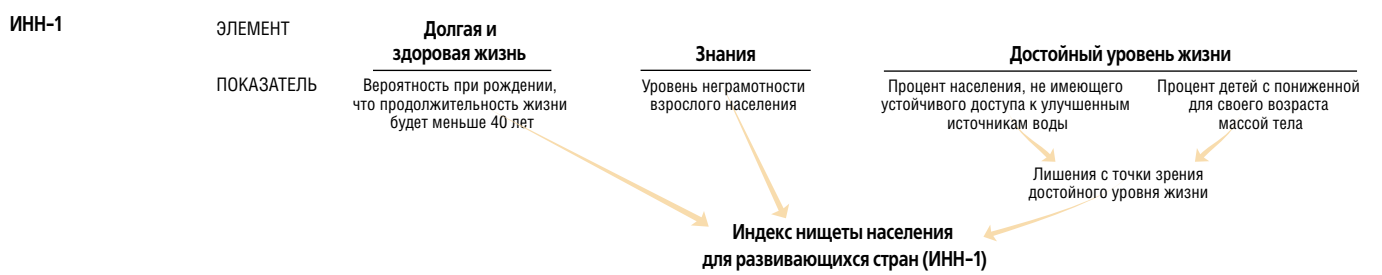 ИНН-1
ЭЛЕМЕНТ
Долгая и
здоровая жизнь
Знания
Достойный уровень жизни
ПОКАЗАТЕЛЬ
Вероятность при рождении,
что продолжительность жизни
будет меньше 40 лет
Уровень неграмотности
взрослого населения
Процент населения, не имеющего
устойчивого доступа к улучшенным
источникам воды
Процент детей с пониженной
для своего возраста
массой тела
Лишения с точки зрения
достойного уровня жизни
Индекс нищеты населения
для развивающихся стран (ИНН-1)